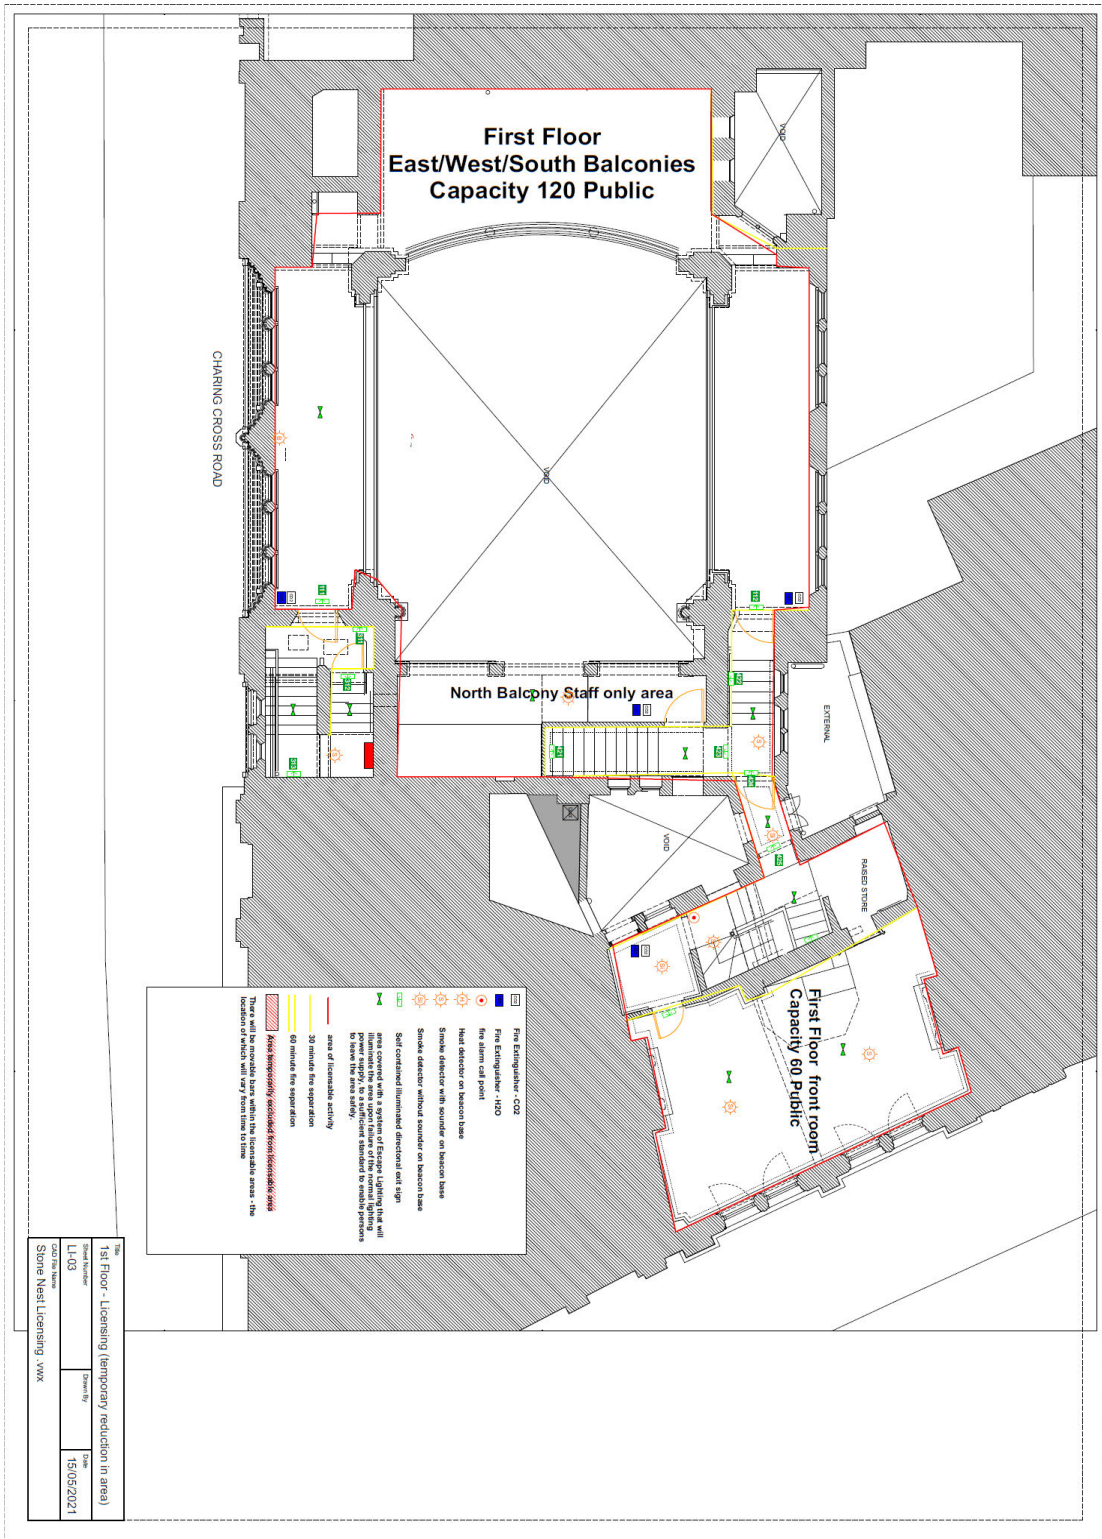 First Floor
East/West/South Balconies
Capacity 120 Public
VOID
CHARING CROSS ROAD
VOID
North Balcony Staff only area
EXTERNAL
VOID
RAISED STORE
First Floor front room
Capacity 60 Public
Fire Extinguisher - CO2
Fire Extinguisher - H2O
fire alarm call point
Heat detector on beacon base
Smoke detector with sounder on beacon base
Smoke detector without sounder on beacon base
Self contained illuminated directonal exit sign
area covered with a system of Escape Lighting that will
illuminate the area upon failure of the normal lighting
power supply, to a sufficient standard to enable persons
to leave the area safely.
area of licensable activity
30 minute fire separation
60 minute fire separation
Area temporarily excluded from licensable area
There will be movable bars within the licensable areas - the
location of which will vary from time to time
Title
1st Floor - Licensing (temporary reduction in area)
Sheet Number
LI-03
Drawn By
Date
15/05/2021
CAD File Name
Stone Nest Licensing .vwx